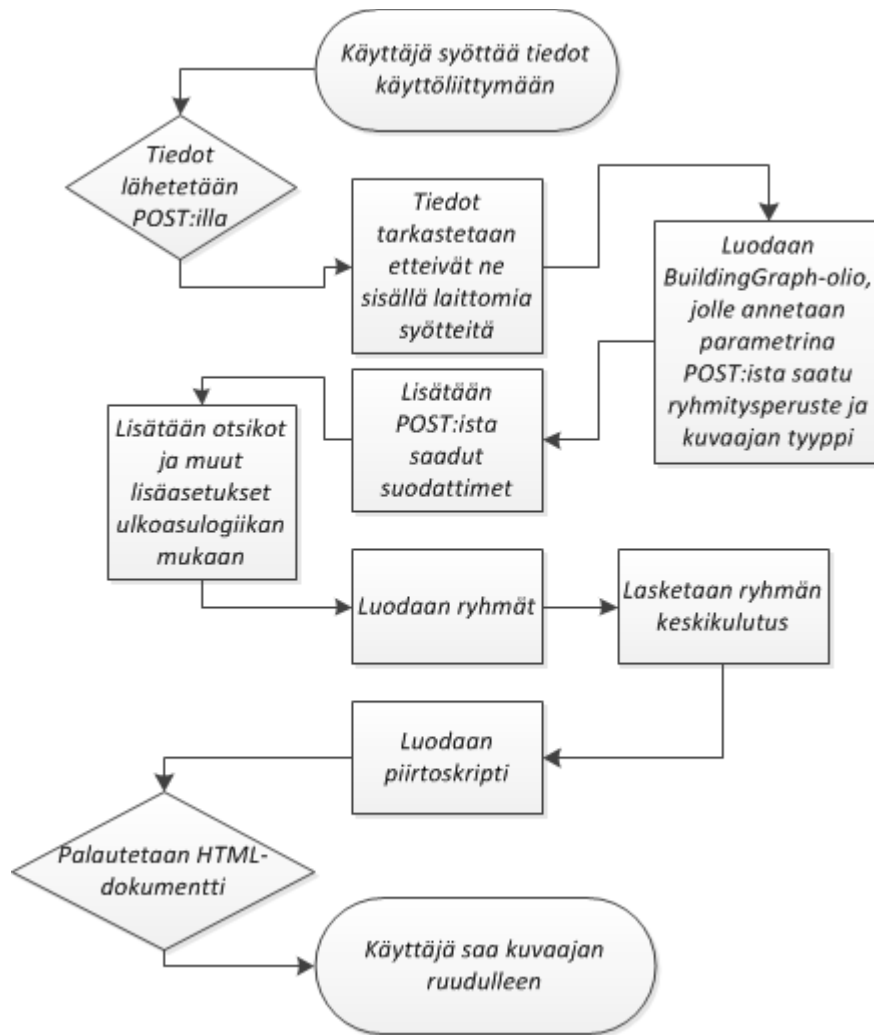 Käyttäjä syöttää tiedot
käyttöliittymään
Tiedot
lähetetään
POST:illa
Tiedot
tarkastetaan
etteivät ne
sisällä laittomia
syötteitä
Luodaan
BuildingGraph-olio,
jolle annetaan
parametrina
POST:ista saatu
ryhmitysperuste ja
kuvaajan tyyppi
Lisätään
POST:ista
saadut
suodattimet
Lisätään otsikot
ja muut
lisäasetukset
ulkoasulogiikan
mukaan
Luodaan ryhmät
Lasketaan ryhmän
keskikulutus
Luodaan
piirtoskripti
Palautetaan HTML-
dokumentti
Käyttäjä saa kuvaajan
ruudulleen